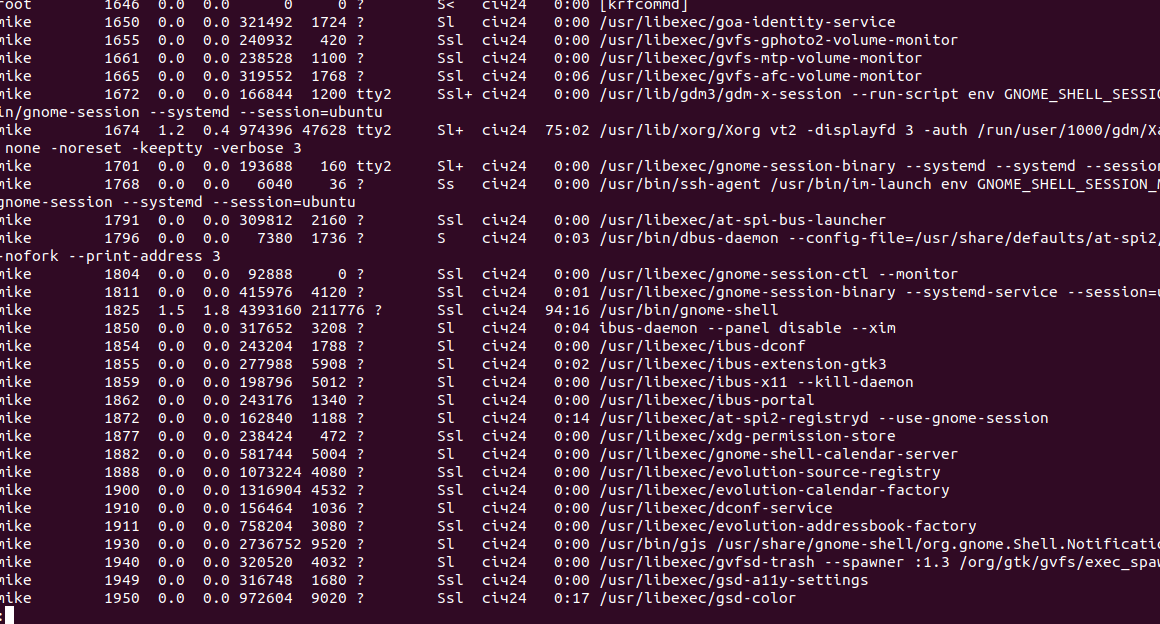 root 1646 0.0 0.0 0 0 ? S< січ24 0:00 [krfcommd]
mike 1650 0.0 0.0 321492 1724 ? Sl січ24 0:00 /usr/libexec/goa-identity-service
mike 1655 0.0 0.0 240932 420 ? Ssl січ24 0:00 /usr/libexec/gvfs-gphoto2-volume-monitor
mike 1661 0.0 0.0 238528 1100 ? Ssl січ24 0:00 /usr/libexec/gvfs-mtp-volume-monitor
mike 1665 0.0 0.0 319552 1768 ? Ssl січ24 0:06 /usr/libexec/gvfs-afc-volume-monitor
mike 1672 0.0 0.0 166844 1200 tty2 Ssl+ січ24 0:00 /usr/lib/gdm3/gdm-x-session --run-script env GNOME_SHELL_SESSIO
in/gnome-session --systemd --session=ubuntu
mike 1674 1.2 0.4 974396 47628 tty2 Sl+ січ24 75:02 /usr/lib/xorg/Xorg vt2 -displayfd 3 -auth /run/user/1000/gdm/Xa
none -noreset -keeptty -verbose 3
mike 1701 0.0 0.0 193688 160 tty2 Sl+ січ24 0:00 /usr/libexec/gnome-session-binary --systemd --systemd --session
mike 1768 0.0 0.0 6040 36 ? Ss січ24 0:00 /usr/bin/ssh-agent /usr/bin/im-launch env GNOME_SHELL_SESSION_M
gnome-session --systemd --session=ubuntu
mike 1791 0.0 0.0 309812 2160 ? Ssl січ24 0:00 /usr/libexec/at-spi-bus-launcher
mike 1796 0.0 0.0 7380 1736 ? S січ24 0:03 /usr/bin/dbus-daemon --config-file=/usr/share/defaults/at-spi2/
-nofork --print-address 3
mike 1804 0.0 0.0 92888 0 ? Ssl січ24 0:00 /usr/libexec/gnome-session-ctl --monitor
mike 1811 0.0 0.0 415976 4120 ? Ssl січ24 0:01 /usr/libexec/gnome-session-binary --systemd-service --session=u
mike 1825 1.5 1.8 4393160 211776 ? Ssl січ24 94:16 /usr/bin/gnome-shell
mike 1850 0.0 0.0 317652 3208 ? Sl січ24 0:04 ibus-daemon --panel disable --xim
mike 1854 0.0 0.0 243204 1788 ? Sl січ24 0:00 /usr/libexec/ibus-dconf
mike 1855 0.0 0.0 277988 5908 ? Sl січ24 0:02 /usr/libexec/ibus-extension-gtk3
mike 1859 0.0 0.0 198796 5012 ? Sl січ24 0:00 /usr/libexec/ibus-x11 --kill-daemon
mike 1862 0.0 0.0 243176 1340 ? Sl січ24 0:00 /usr/libexec/ibus-portal
mike 1872 0.0 0.0 162840 1188 ? Sl січ24 0:14 /usr/libexec/at-spi2-registryd --use-gnome-session
mike 1877 0.0 0.0 238424 472 ? Ssl січ24 0:00 /usr/libexec/xdg-permission-store
mike 1882 0.0 0.0 581744 5004 ? Sl січ24 0:00 /usr/libexec/gnome-shell-calendar-server
mike 1888 0.0 0.0 1073224 4080 ? Ssl січ24 0:00 /usr/libexec/evolution-source-registry
mike 1900 0.0 0.0 1316904 4532 ? Ssl січ24 0:00 /usr/libexec/evolution-calendar-factory
mike 1910 0.0 0.0 156464 1036 ? Sl січ24 0:00 /usr/libexec/dconf-service
mike 1911 0.0 0.0 758204 3080 ? Ssl січ24 0:00 /usr/libexec/evolution-addressbook-factory
mike 1930 0.0 0.0 2736752 9520 ? Sl січ24 0:00 /usr/bin/gjs /usr/share/gnome-shell/org.gnome.Shell.Notificatio
mike 1940 0.0 0.0 320520 4032 ? Sl січ24 0:00 /usr/libexec/gvfsd-trash --spawner :1.3 /org/gtk/gvfs/exec_spaw
mike 1949 0.0 0.0 316748 1680 ? Ssl січ24 0:00 /usr/libexec/gsd-a11y-settings
mike 1950 0.0 0.0 972604 9020 ? Ssl січ24 0:17 /usr/libexec/gsd-color
: